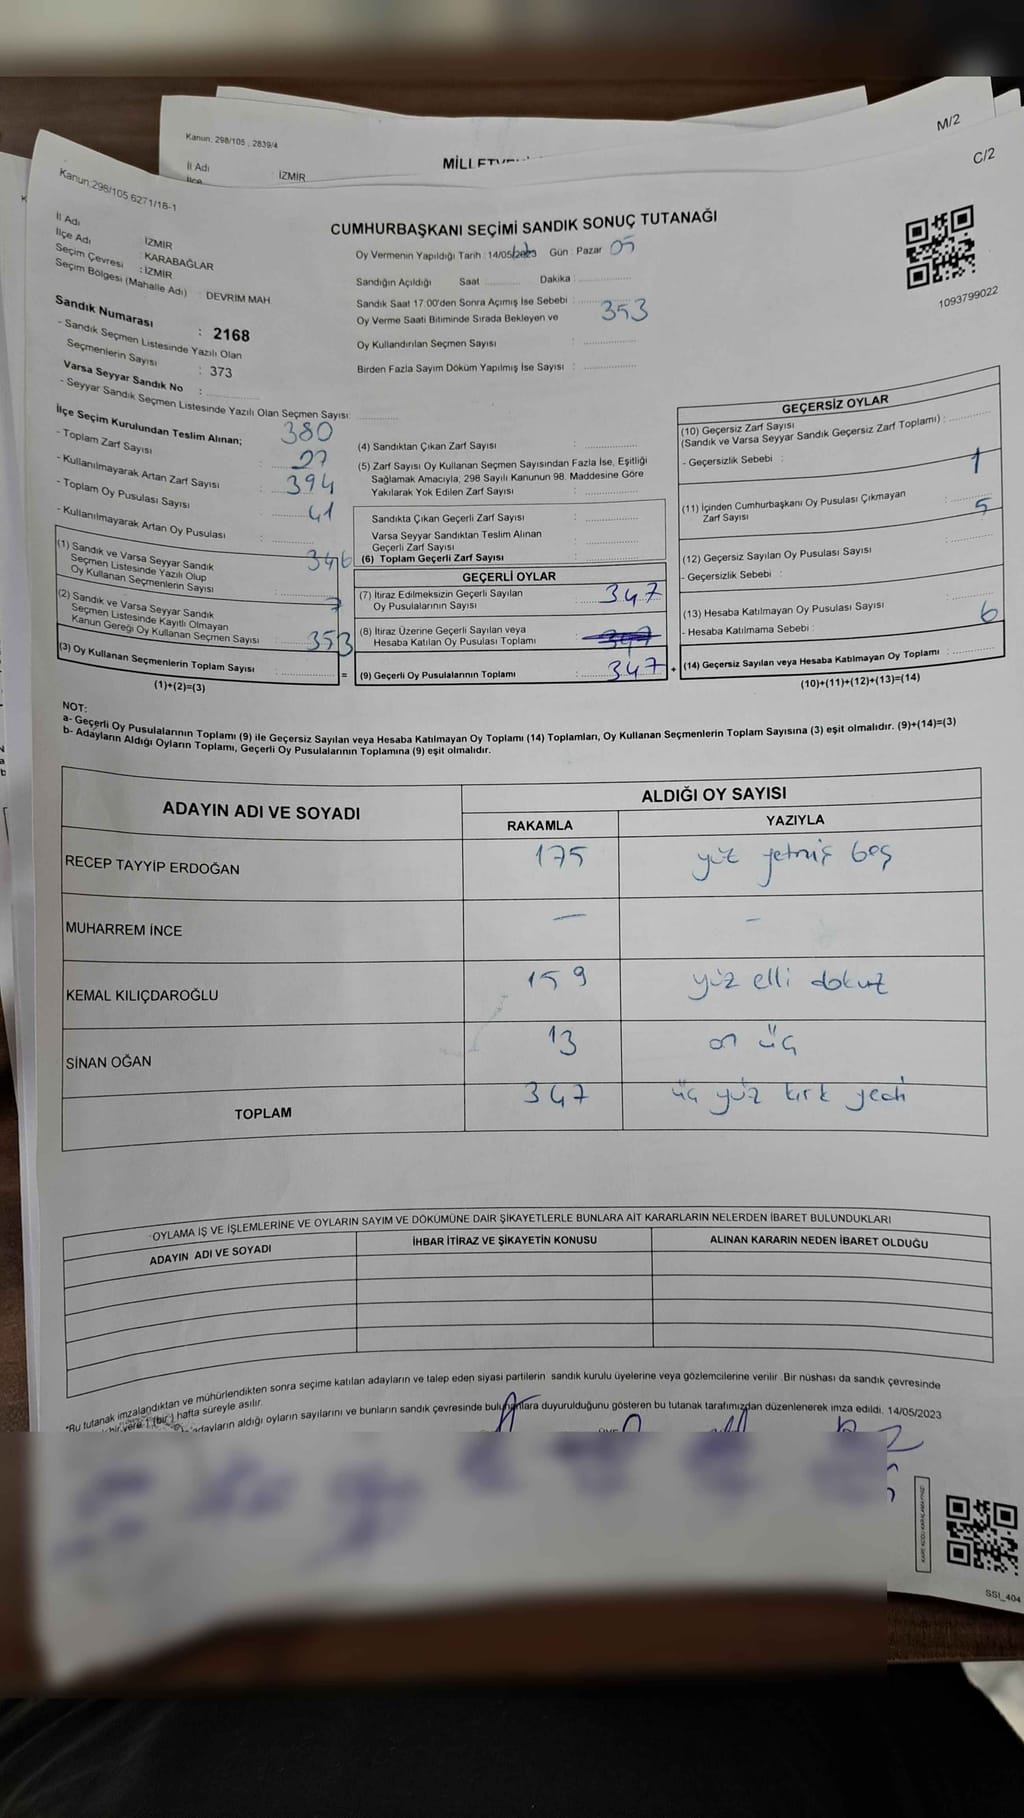 M/2
Kanun: 298/105 , 2839/4
İl Adı
İZMİR
C/2
Kanun:298/105 6271/18-1
İl Adı : İZMİR
İlçe Adı : KARABAĞLAR
Seçim Çevresi : İZMİR
Seçim Bölgesi (Mahalle Adı) : DEVRİM MAH
CUMHURBAŞKANI SEÇİMİ SANDIK SONUÇ TUTANAĞI
Oy Vermenin Yapıldığı Tarih : 14/05/2023 Gün : Pazar 05
Sandığın Açıldığı Saat Dakika :
Sandık Saat 17.00'den Sonra Açımış İse Sebebi :
Oy Verme Saati Bitiminde Sırada Bekleyen ve 353
Oy Kullandırılan Seçmen Sayısı :
Birden Fazla Sayım Döküm Yapılmış İse Sayısı :
1093799022
Sandık Numarası : 2168
- Sandık Seçmen Listesinde Yazılı Olan
Seçmenlerin Sayısı : 373
Varsa Seyyar Sandık No :
- Seyyar Sandık Seçmen Listesinde Yazılı Olan Seçmen Sayısı:
İlçe Seçim Kurulundan Teslim Alınan; 380
- Toplam Zarf Sayısı : 27
- Kullanılmayarak Artan Zarf Sayısı : 394
- Toplam Oy Pusulası Sayısı : 41
- Kullanılmayarak Artan Oy Pusulası :
(1) Sandık ve Varsa Seyyar Sandık
Seçmen Listesinde Yazılı Olup
Oy Kullanan Seçmenlerin Sayısı : 346
(2) Sandık ve Varsa Seyyar Sandık
Seçmen Listesinde Kayıtlı Olmayan
Kanun Gereği Oy Kullanan Seçmen Sayısı : 7
353
(3) Oy Kullanan Seçmenlerin Toplam Sayısı :
(1)+(2)=(3)
=
(4) Sandıktan Çıkan Zarf Sayısı :
(5) Zarf Sayısı Oy Kullanan Seçmen Sayısından Fazla İse, Eşitliği
Sağlamak Amacıyla, 298 Sayılı Kanunun 98. Maddesine Göre
Yakılarak Yok Edilen Zarf Sayısı :
Sandıkta Çıkan Geçerli Zarf Sayısı :
Varsa Seyyar Sandıktan Teslim Alınan
Geçerli Zarf Sayısı :
(6) Toplam Geçerli Zarf Sayısı :
GEÇERLİ OYLAR
(7) İtiraz Edilmeksizin Geçerli Sayılan
Oy Pusulalarının Sayısı : 347
(8) İtiraz Üzerine Geçerli Sayılan veya
Hesaba Katılan Oy Pusulası Toplamı : 347
(9) Geçerli Oy Pusulalarının Toplamı : 347
+
GEÇERSİZ OYLAR
(10) Geçersiz Zarf Sayısı
(Sandık ve Varsa Seyyar Sandık Geçersiz Zarf Toplamı) :
- Geçersizlik Sebebi : 1
(11) İçinden Cumhurbaşkanı Oy Pusulası Çıkmayan
Zarf Sayısı : 5
(12) Geçersiz Sayılan Oy Pusulası Sayısı :
- Geçersizlik Sebebi :
(13) Hesaba Katılmayan Oy Pusulası Sayısı :
- Hesaba Katılmama Sebebi : 6
(14) Geçersiz Sayılan veya Hesaba Katılmayan Oy Toplamı :
(10)+(11)+(12)+(13)=(14)
NOT:
a- Geçerli Oy Pusulalarının Toplamı (9) ile Geçersiz Sayılan veya Hesaba Katılmayan Oy Toplamı (14) Toplamları, Oy Kullanan Seçmenlerin Toplam Sayısına (3) eşit olmalıdır. (9)+(14)=(3)
b- Adayların Aldığı Oyların Toplamı, Geçerli Oy Pusulalarının Toplamına (9) eşit olmalıdır.
ADAYIN ADI VE SOYADI
ALDIĞI OY SAYISI
RAKAMLA YAZIYLA
RECEP TAYYİP ERDOĞAN 175 yüz yetmiş beş
MUHARREM İNCE — -
KEMAL KILIÇDAROĞLU 159 yüz elli dokuz
SİNAN OĞAN 13 on üç
TOPLAM 347 üç yüz kırk yedi
OYLAMA İŞ VE İŞLEMLERİNE VE OYLARIN SAYIM VE DÖKÜMÜNE DAİR ŞİKAYETLERLE BUNLARA AİT KARARLARIN NELERDEN İBARET BULUNDUKLARI
ADAYIN ADI VE SOYADI İHBAR İTİRAZ VE ŞİKAYETİN KONUSU ALINAN KARARIN NEDEN İBARET OLDUĞU
*Bu tutanak imzalandıktan ve mühürlendikten sonra seçime katılan adayların ve talep eden siyasi partilerin sandık kurulu üyelerine veya gözlemcilerine verilir. Bir nüshası da sandık çevresinde
bir yere 1 (bir) hafta süreyle asılır.
adayların aldığı oyların sayılarını ve bunların sandık çevresinde bulunanlara duyurulduğunu gösteren bu tutanak tarafımızdan düzenlenerek imza edildi. 14/05/2023
SSI_404